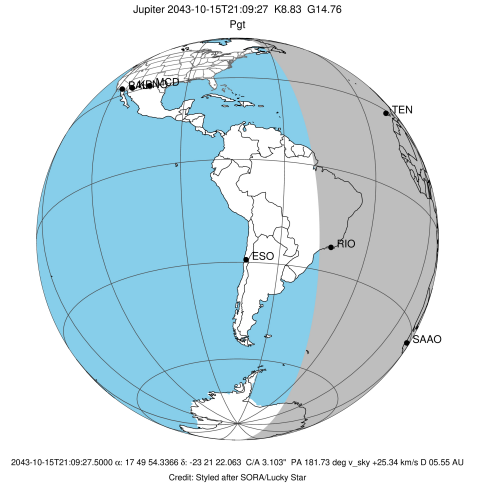 Jupiter 2043-10-15T21:09:27  K8.83  G14.76
Pgt
TEN
MCD
RIO
ESO
SAAO
2043-10-15T21:09:27.5000 α: 17 49 54.3366 δ: -23 21 22.063  C/A 3.103"  PA 181.73 deg v_sky +25.34 km/s D 05.55 AU
Credit: Styled after SORA/Lucky Star